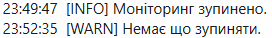 23:49:47 [INFO] Моніторинг зупинено.
23:52:35 [WARN] Немає що зупиняти.